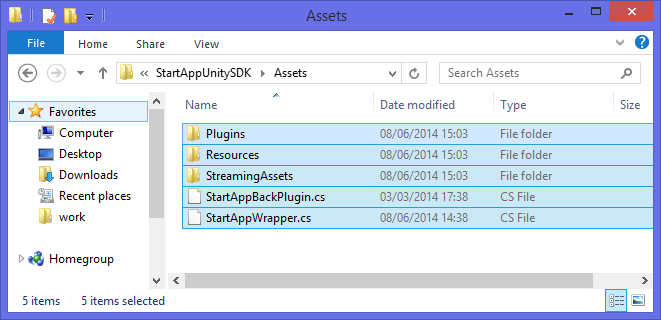 Assets
File Home Share View
« StartAppUnitySDK Assets Search Assets
Name Date modified Type Size
Favorites
Computer
Desktop
Downloads
Recent places
work
Homegroup
Plugins 08/06/2014 15:03 File folder
Resources 08/06/2014 15:03 File folder
StreamingAssets 08/06/2014 15:03 File folder
StartAppBackPlugin.cs 03/03/2014 17:38 CS File
StartAppWrapper.cs 08/06/2014 14:38 CS File
5 items 5 items selected